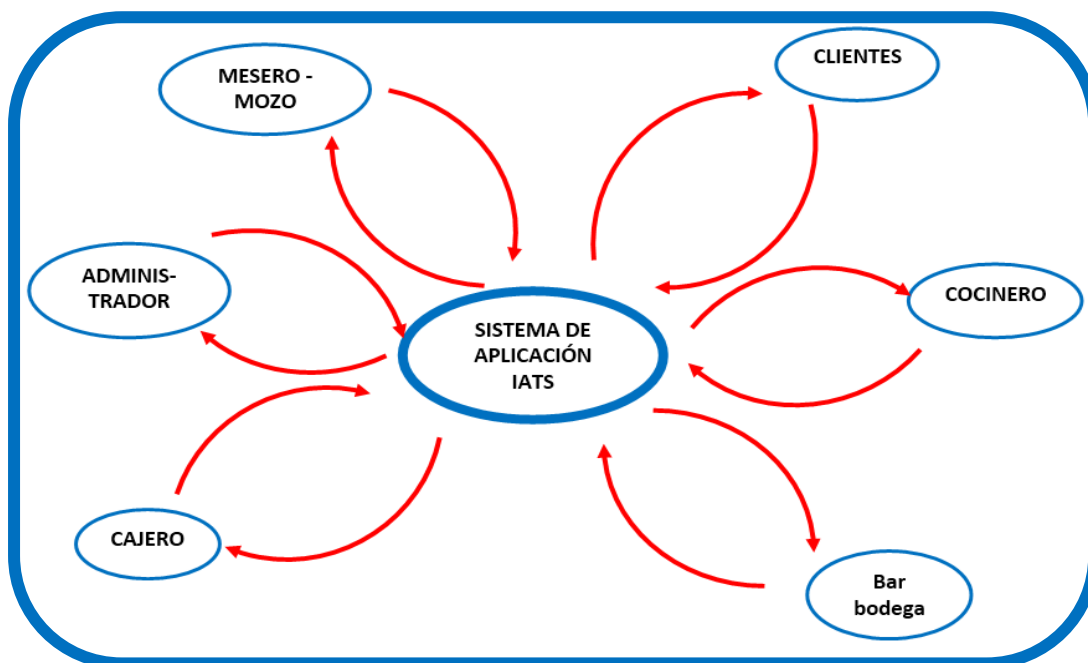 MESERO -
MOZO
CLIENTES
ADMINIS-
TRADOR
COCINERO
SISTEMA DE
APLICACIÓN
IATS
CAJERO
Bar
bodega